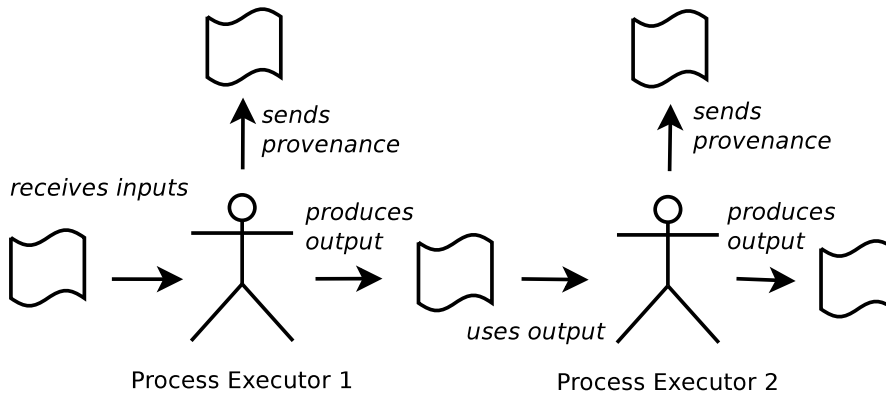 sends
provenance
sends
provenance
receives inputs
produces
output
produces
output
uses output
Process Executor 1
Process Executor 2